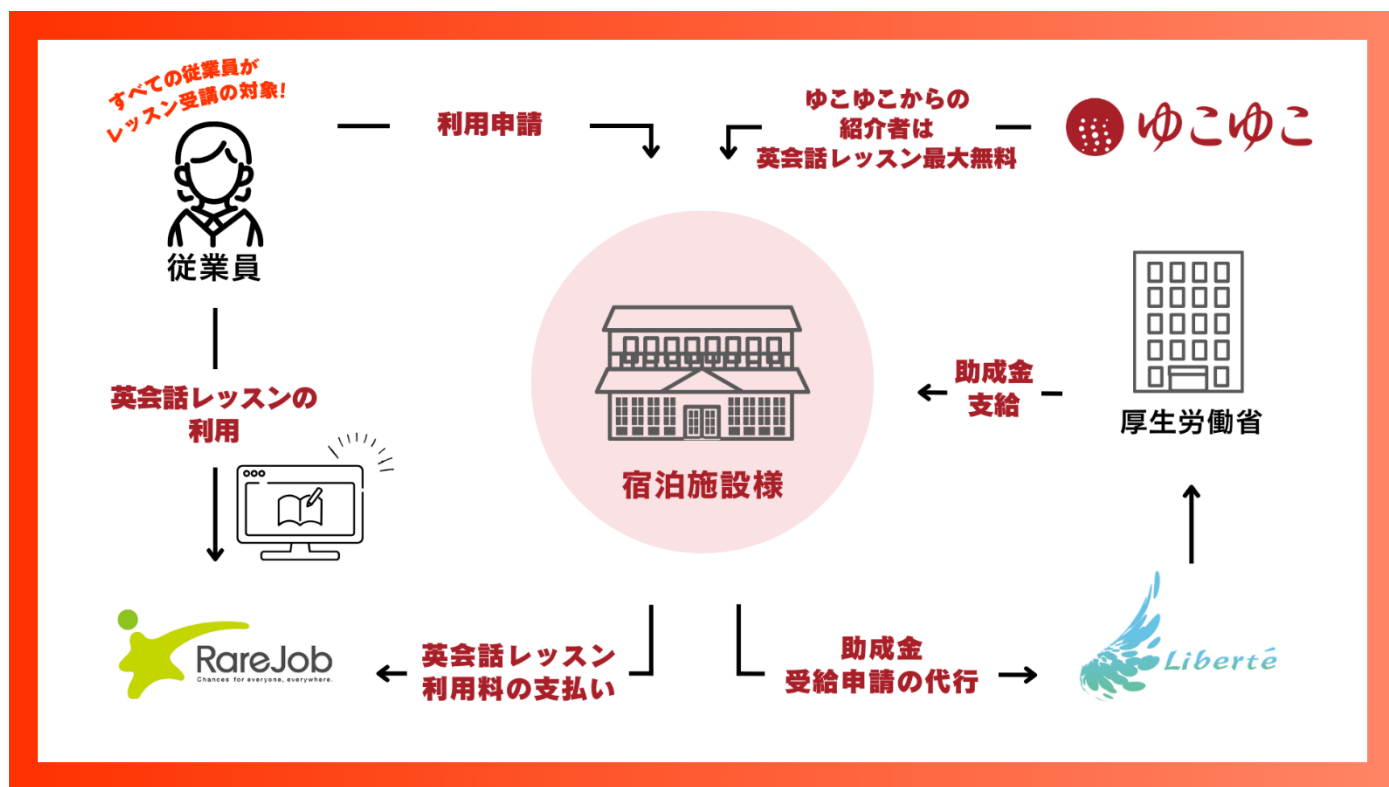 すべての従業員が
レッスン受講の対象!
従業員
利用申請
ゆこゆこからの
紹介者は
英会話レッスン最大無料
ゆこゆこ
英会話レッスンの
利用
宿泊施設様
助成金
支給
厚生労働省
RareJob
Chances for everyone, everywhere.
英会話レッスン
利用料の支払い
助成金
受給申請の代行
Liberté